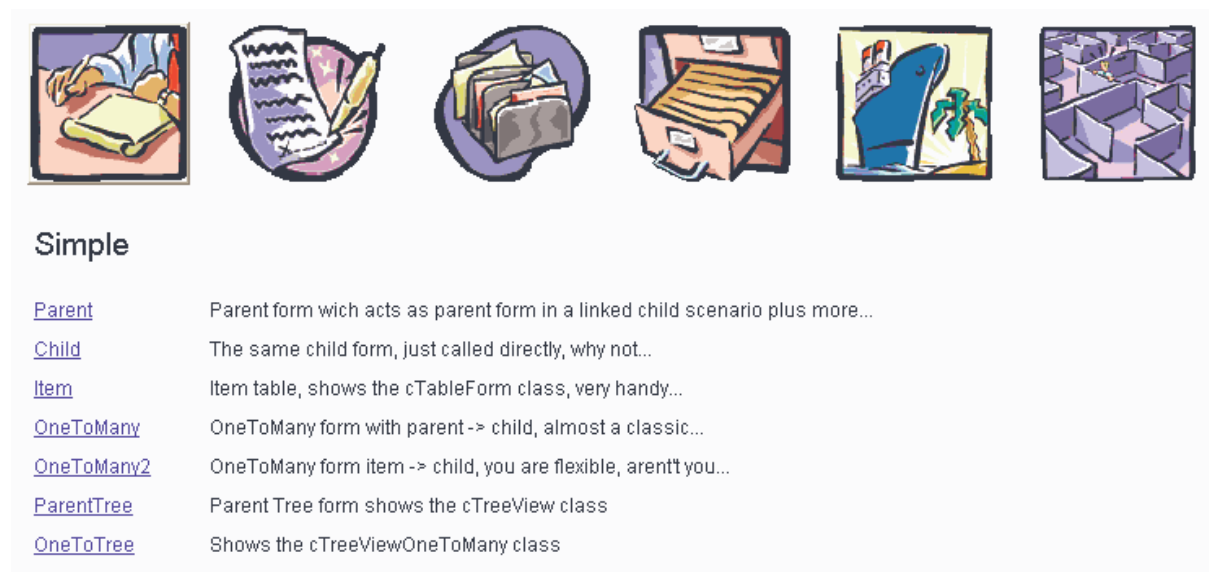 Simple
Parent Parent form wich acts as parent form in a linked child scenario plus more...
Child The same child form, just called directly, why not...
Item Item table, shows the cTableForm class, very handy...
OneToMany OneToMany form with parent -> child, almost a classic...
OneToMany2 OneToMany form item -> child, you are flexible, arent't you...
ParentTree Parent Tree form shows the cTreeView class
OneToTree Shows the cTreeViewOneToMany class